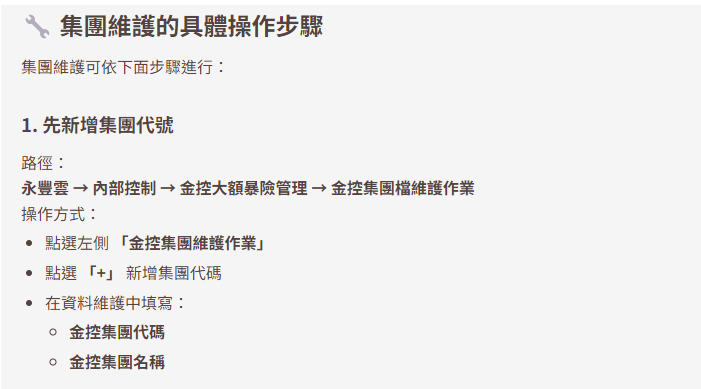 集團維護的具體操作步驟
集團維護可依下面步驟進行：
1. 先新增集團代號
路徑：
永豐雲 → 內部控制 → 金控大額暴險管理 → 金控集團檔維護作業
操作方式：
• 點選左側 「金控集團維護作業」
• 點選 「+」 新增集團代碼
• 在資料維護中填寫：
◦ 金控集團代碼
◦ 金控集團名稱